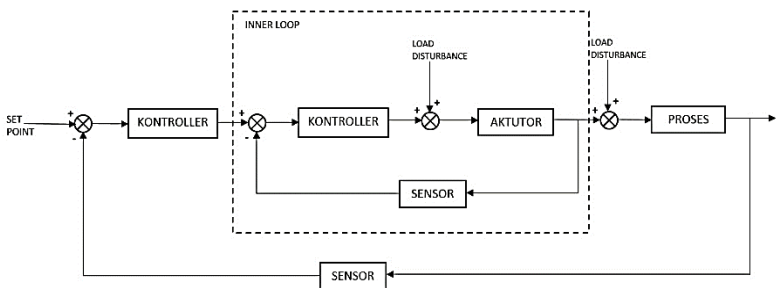 INNER LOOP
LOAD
DISTURBANCE
LOAD
DISTURBANCE
SET
POINT
+
-
KONTROLLER
+
-
KONTROLLER
+
+
AKTUTOR
+
+
PROSES
SENSOR
SENSOR